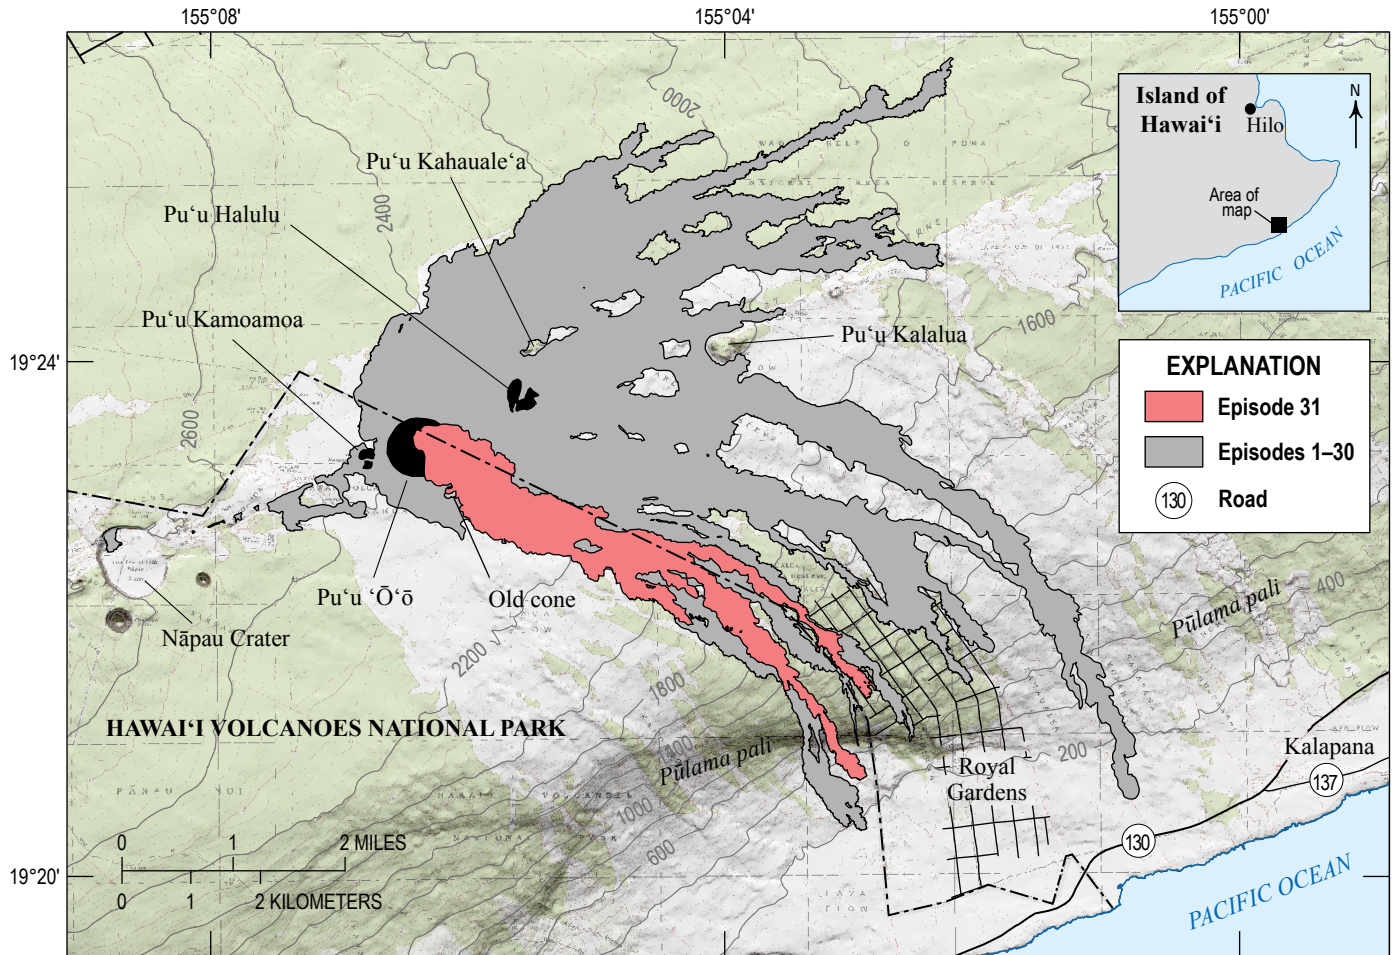 155°08'
155°04'
155°00'
Island of
Hawai‘i
N
Hilo
Area of
map
PACIFIC OCEAN
2000
Pu‘u Kahauale‘a
2400
Pu‘u Halulu
Pu‘u Kamoamoa
Pu‘u Kalalua
1600
19°24'
EXPLANATION
Episode 31
Episodes 1–30
130
Road
2600
Pu‘u ‘Ō‘ō
Old cone
Nāpau Crater
2200
1800
1400
Pūlama pali
400
HAWAI‘I VOLCANOES NATIONAL PARK
Pūlama pali
200
Royal
Gardens
Kalapana
137
1000
600
130
0 1 2 MILES
0 1 2 KILOMETERS
19°20'
PACIFIC OCEAN